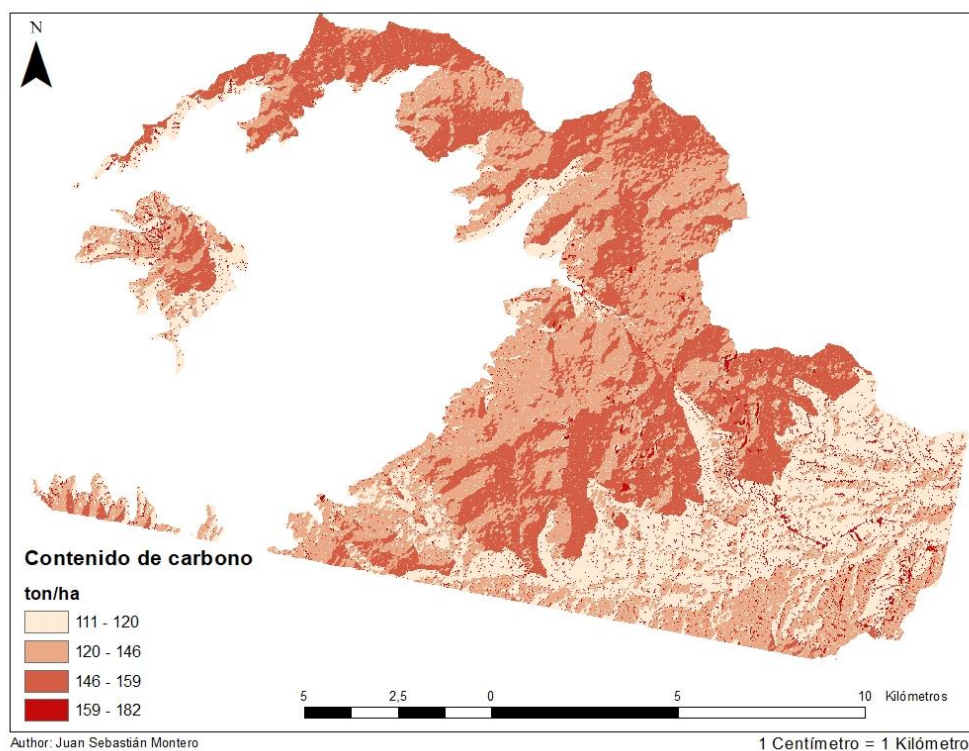 N
Contenido de carbono
ton/ha
111 - 120
120 - 146
146 - 159
159 - 182
5 2,5 0 5 10 Kilómetros
Author: Juan Sebastián Montero
1 Centímetro = 1 Kilómetro